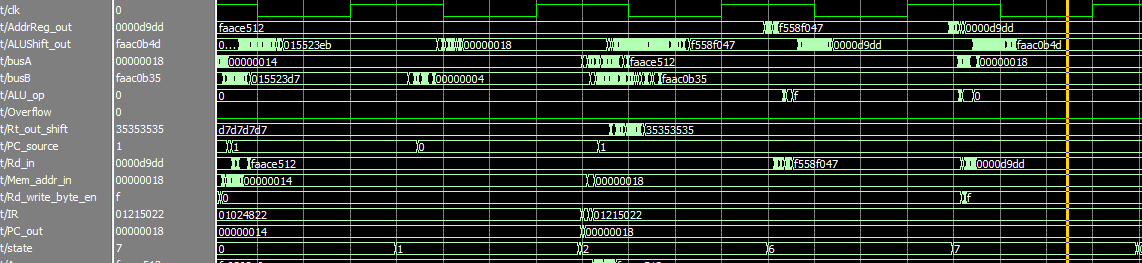 t/clk 0
t/AddrReg_out 0000d9dd faace512 f558f047 0000d9dd
t/ALUShift_out faac0b4d 0... 015523eb 00000018 f558f047 0000d9dd faac0b4d
t/busA 00000018 00000014 faace512 00000018
t/busB faac0b35 015523d7 00000004 faac0b35
t/ALU_op 0 0 f 0
t/Overflow 0
t/Rt_out_shift 35353535 d7d7d7d7 35353535
t/PC_source 1 1 0 1
t/Rd_in 0000d9dd faace512 f558f047 0000d9dd
t/Mem_addr_in 00000018 00000014 00000018
t/Rd_write_byte_en f 0 f
t/IR 01215022 01024822 01215022
t/PC_out 00000018 00000014 00000018
t/state 7 0 1 2 6 7